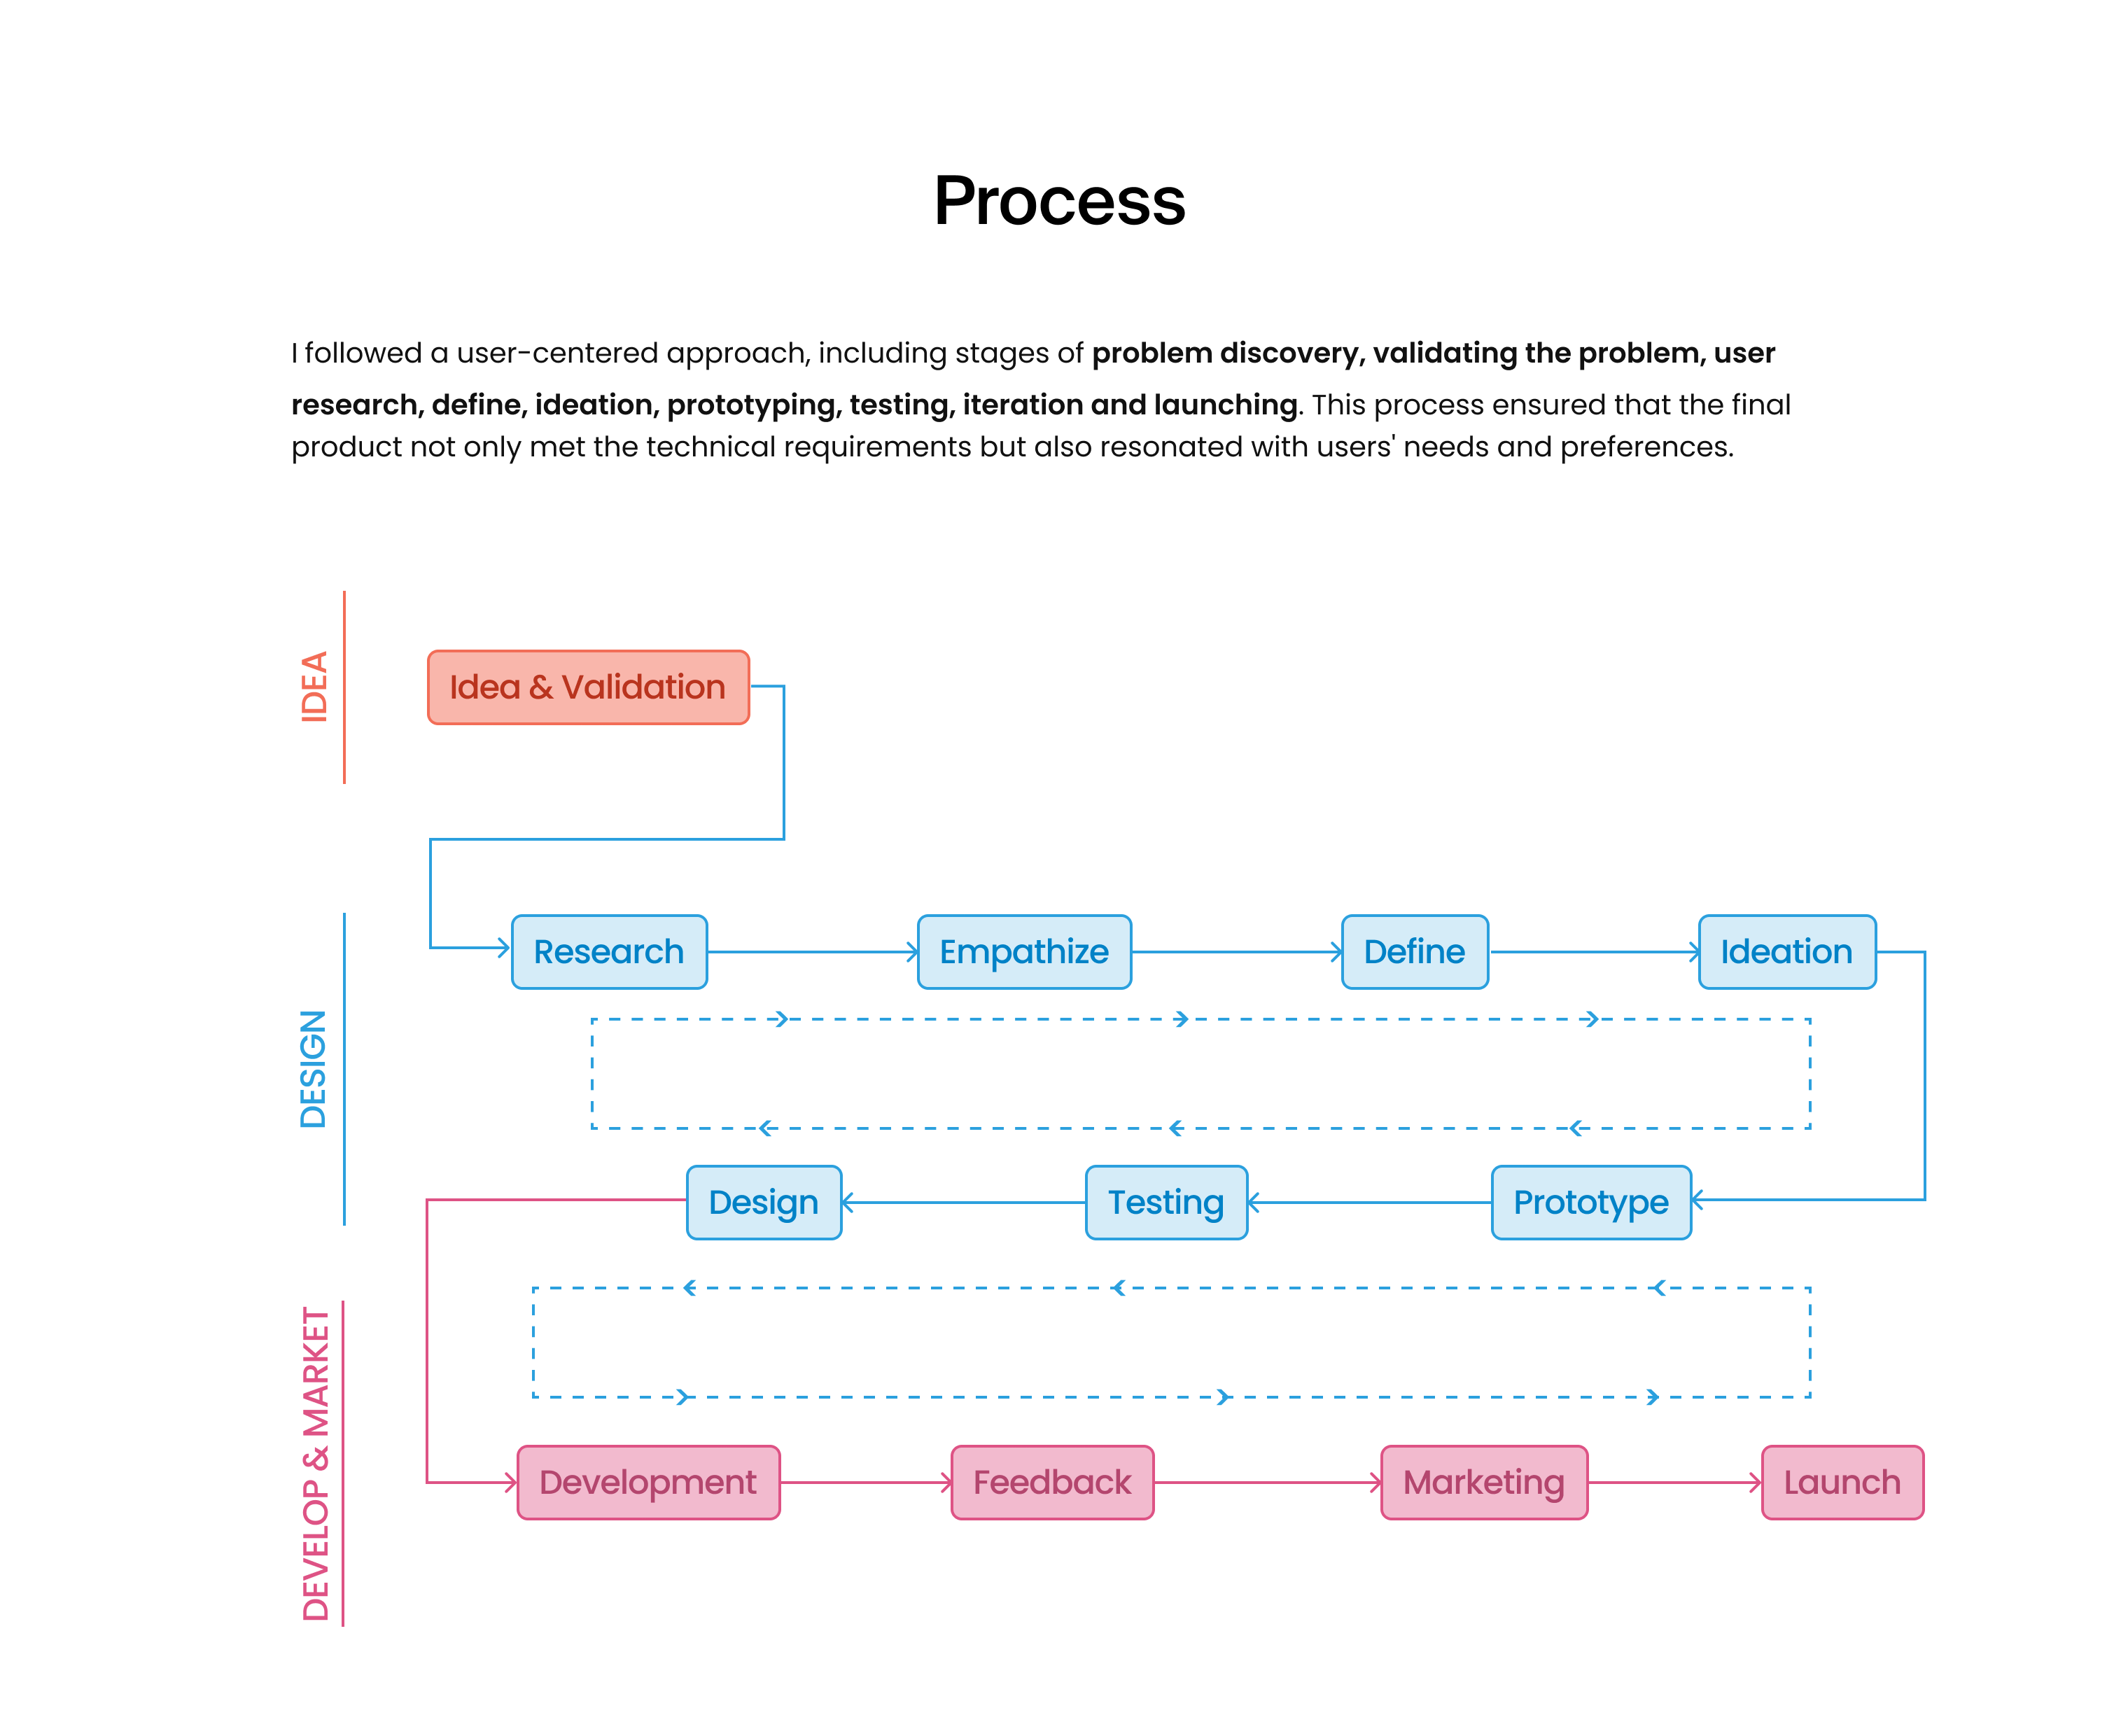 Process
I followed a user-centered approach, including stages of problem discovery, validating the problem, user
research, define, ideation, prototyping, testing, iteration and launching. This process ensured that the final
product not only met the technical requirements but also resonated with users' needs and preferences.
IDEA
Idea & Validation
DESIGN
Research
Empathize
Define
Ideation
Design
Testing
Prototype
DEVELOP & MARKET
Development
Feedback
Marketing
Launch